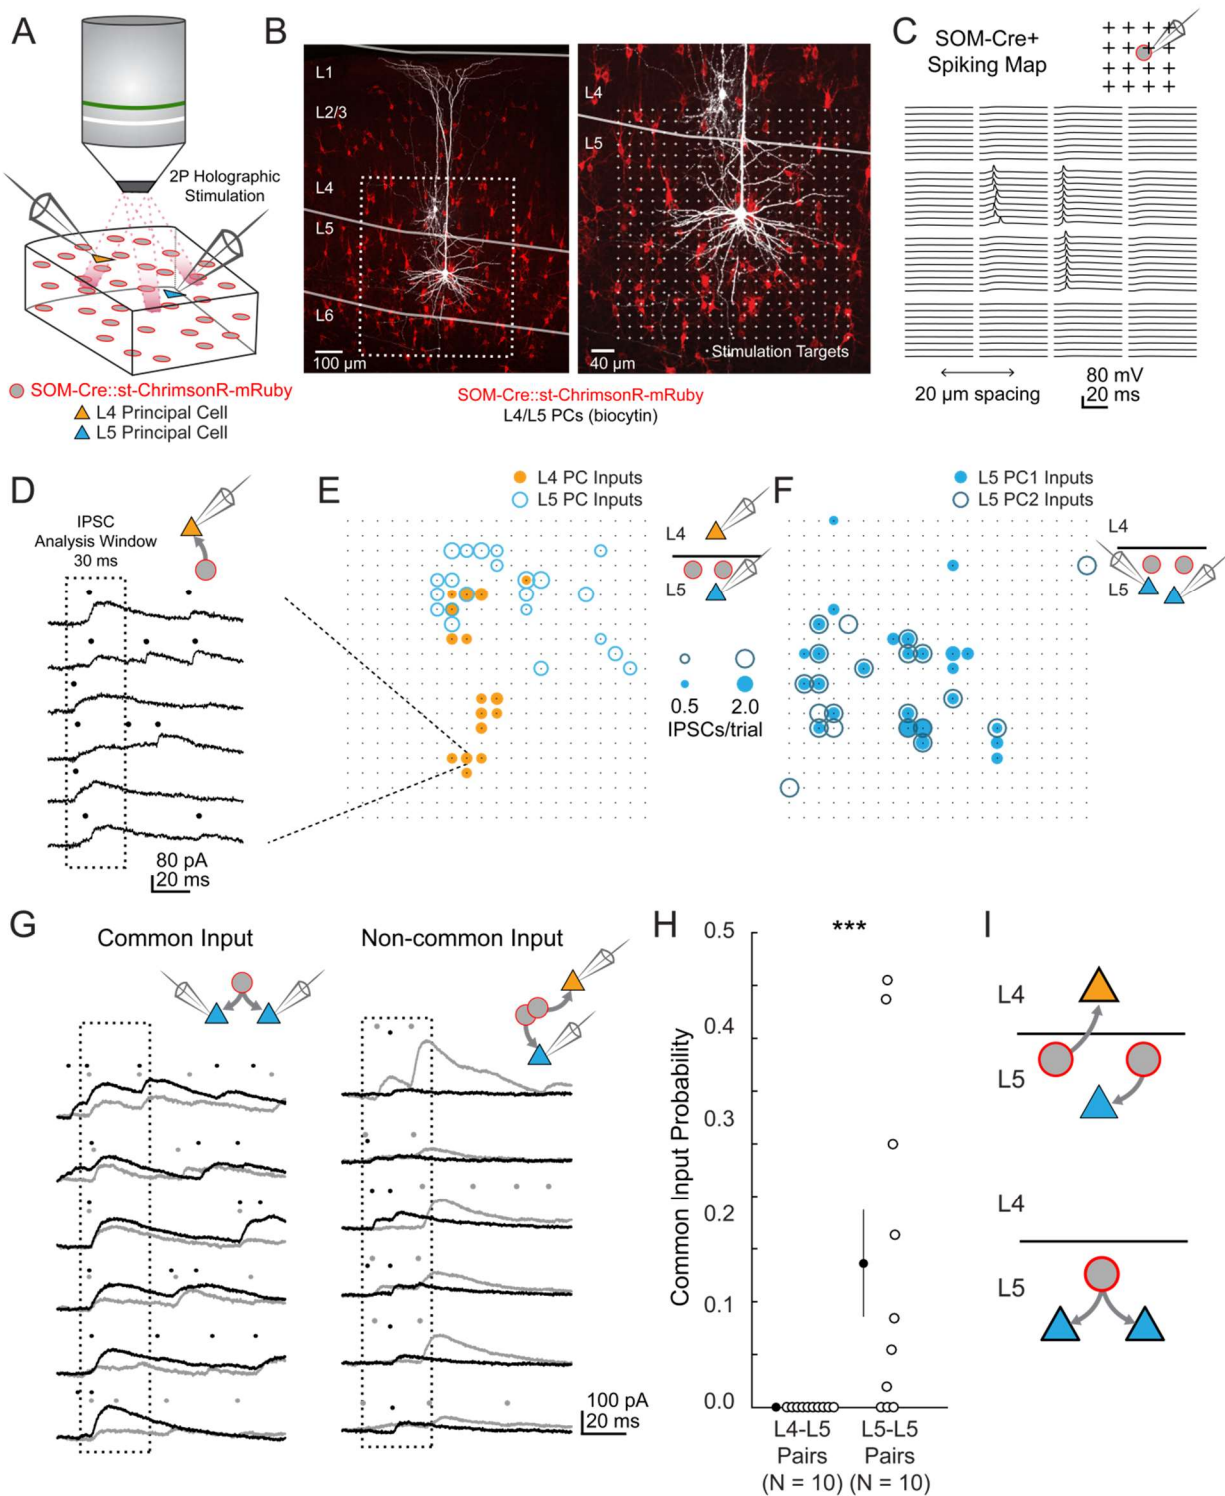 A
2P Holographic
Stimulation
SOM-Cre::st-ChrimsonR-mRuby
L4 Principal Cell
L5 Principal Cell
B
L1
L2/3
L4
L5
L6
100 µm
L4
L5
40 µm
Stimulation Targets
SOM-Cre::st-ChrimsonR-mRuby
L4/L5 PCs (biocytin)
C
SOM-Cre+
Spiking Map
20 µm spacing
80 mV
20 ms
D
IPSC
Analysis Window
30 ms
80 pA
20 ms
E
L4 PC Inputs
L5 PC Inputs
L4
L5
0.5
2.0
IPSCs/trial
F
L5 PC1 Inputs
L5 PC2 Inputs
L4
L5
G
Common Input
Non-common Input
100 pA
20 ms
H
***
Common Input Probability
0.5
0.4
0.3
0.2
0.1
0.0
L4-L5
Pairs
(N = 10)
L5-L5
Pairs
(N = 10)
I
L4
L5
L4
L5